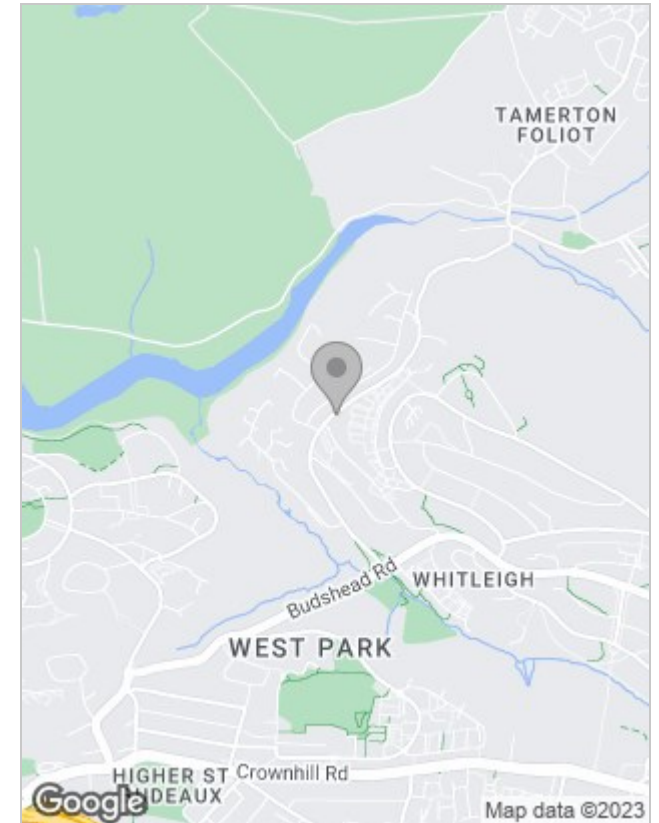 TAMERTON
FOLIOT
Budshead Rd
WHITLEIGH
WEST PARK
HIGHER ST
Crownhill Rd
Google
Map data ©2023